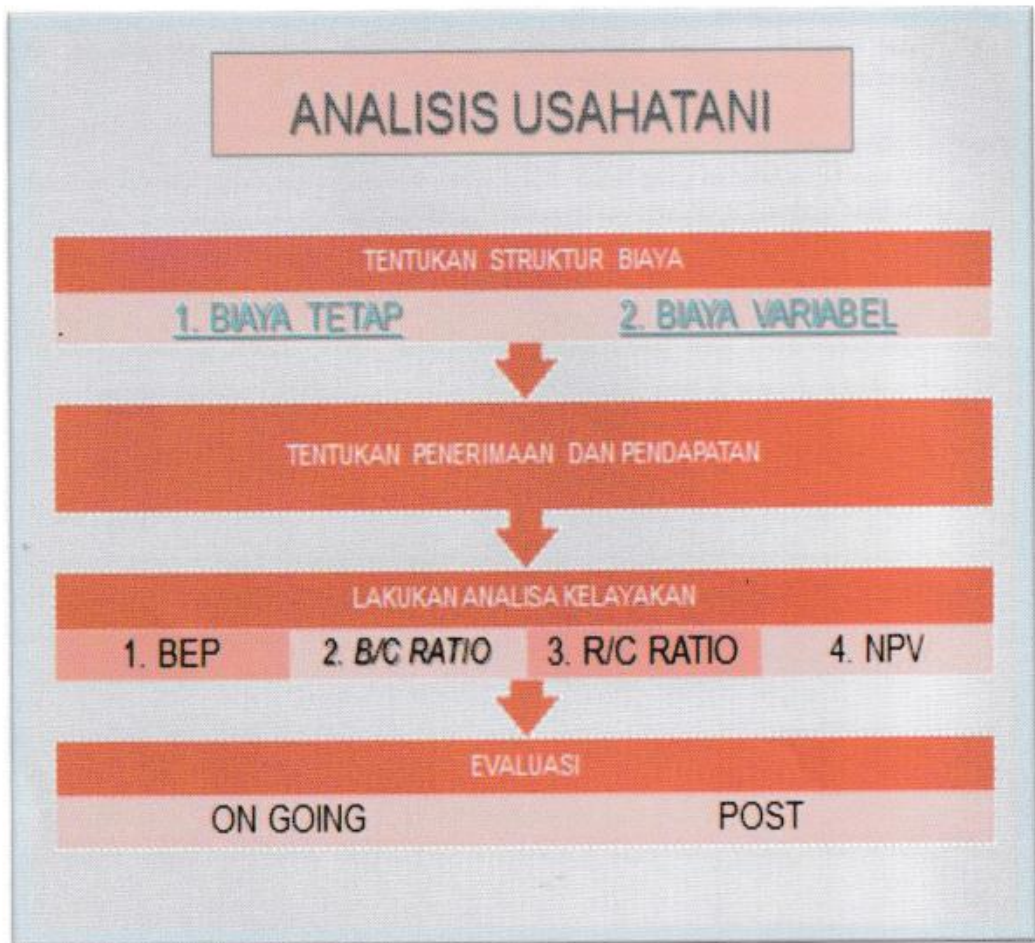 ANALISIS USAHATANI
TENTUKAN STRUKTUR BIAYA
1. BIAYA TETAP
2. BIAYA VARIABEL
TENTUKAN PENERIMAAN DAN PENDAPATAN
LAKUKAN ANALISA KELAYAKAN
1. BEP
2. B/C RATIO
3. R/C RATIO
4. NPV
EVALUASI
ON GOING
POST